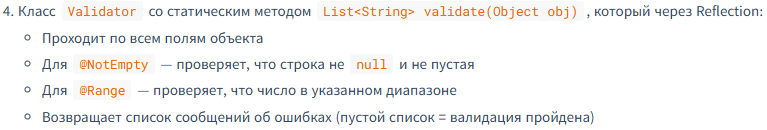 4. Класс Validator со статическим методом List<String> validate(Object obj) , который через Reflection:
○ Проходит по всем полям объекта
○ Для @NotEmpty — проверяет, что строка не null и не пустая
○ Для @Range — проверяет, что число в указанном диапазоне
○ Возвращает список сообщений об ошибках (пустой список = валидация пройдена)